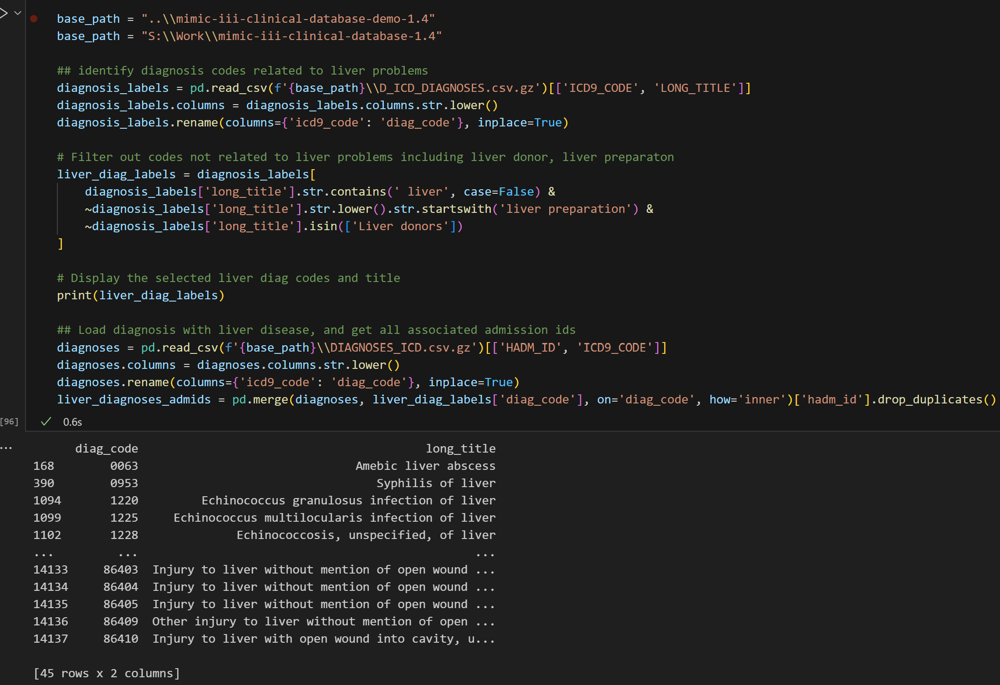 base_path = "..\\mimic-iii-clinical-database-demo-1.4"
base_path = "S:\\Work\\mimic-iii-clinical-database-1.4"
## identify diagnosis codes related to liver problems
diagnosis_labels = pd.read_csv(f'{base_path}\\D_ICD_DIAGNOSES.csv.gz')[['ICD9_CODE', 'LONG_TITLE']]
diagnosis_labels.columns = diagnosis_labels.columns.str.lower()
diagnosis_labels.rename(columns={'icd9_code': 'diag_code'}, inplace=True)
# Filter out codes not related to liver problems including liver donor, liver preparaton
liver_diag_labels = diagnosis_labels[
    diagnosis_labels['long_title'].str.contains(' liver', case=False) &
    ~diagnosis_labels['long_title'].str.lower().str.startswith('liver preparation') &
    ~diagnosis_labels['long_title'].isin(['Liver donors'])
]
# Display the selected liver diag codes and title
print(liver_diag_labels)
## Load diagnosis with liver disease, and get all associated admission ids
diagnoses = pd.read_csv(f'{base_path}\\DIAGNOSES_ICD.csv.gz')[['HADM_ID', 'ICD9_CODE']]
diagnoses.columns = diagnoses.columns.str.lower()
diagnoses.rename(columns={'icd9_code': 'diag_code'}, inplace=True)
liver_diagnoses_admids = pd.merge(diagnoses, liver_diag_labels['diag_code'], on='diag_code', how='inner')['hadm_id'].drop_duplicates()
[96] 0.6s
... diag_code long_title
168 0063 Amebic liver abscess
390 0953 Syphilis of liver
1094 1220 Echinococcus granulosus infection of liver
1099 1225 Echinococcus multilocularis infection of liver
1102 1228 Echinococcosis, unspecified, of liver
... ... ...
14133 86403 Injury to liver without mention of open wound ...
14134 86404 Injury to liver without mention of open wound ...
14135 86405 Injury to liver without mention of open wound ...
14136 86409 Other injury to liver without mention of open ...
14137 86410 Injury to liver with open wound into cavity, u...
[45 rows x 2 columns]